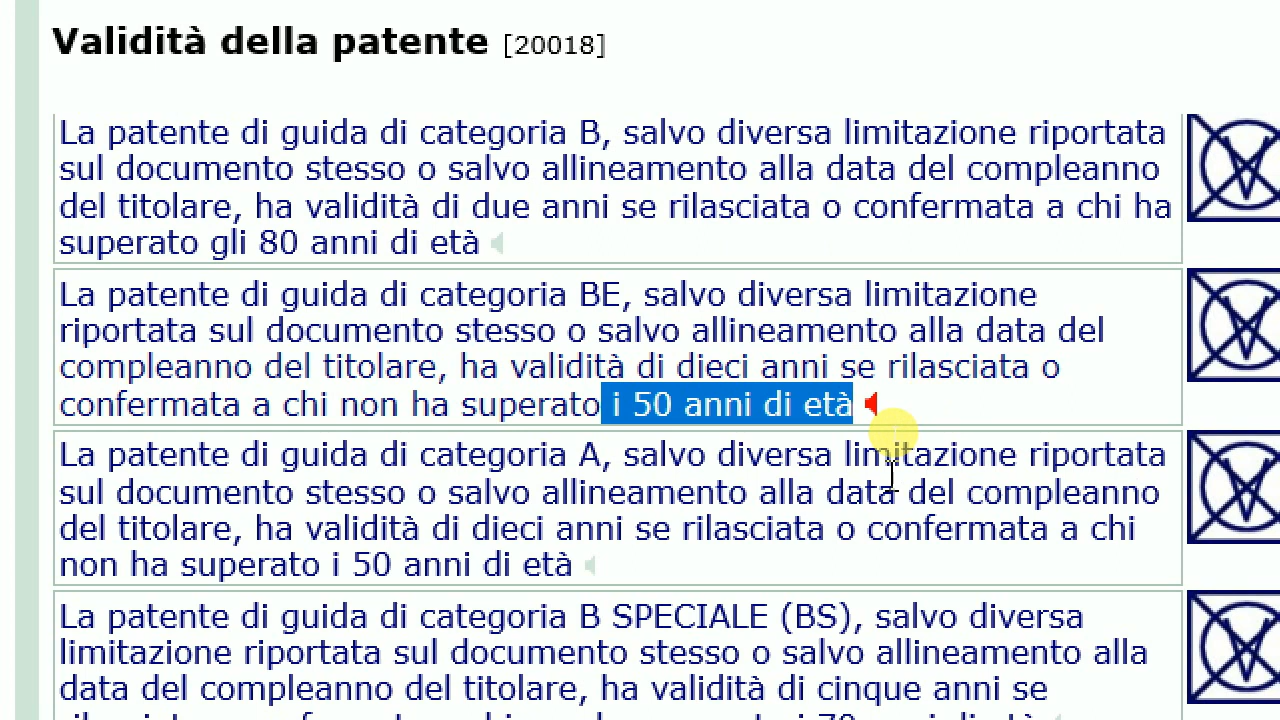 Validità della patente [20018]
La patente di guida di categoria B, salvo diversa limitazione riportata
sul documento stesso o salvo allineamento alla data del compleanno
del titolare, ha validità di due anni se rilasciata o confermata a chi ha
superato gli 80 anni di età
V
La patente di guida di categoria BE, salvo diversa limitazione
riportata sul documento stesso o salvo allineamento alla data del
compleanno del titolare, ha validità di dieci anni se rilasciata o
confermata a chi non ha superato i 50 anni di età
V
La patente di guida di categoria A, salvo diversa limitazione riportata
sul documento stesso o salvo allineamento alla data del compleanno
del titolare, ha validità di dieci anni se rilasciata o confermata a chi
non ha superato i 50 anni di età
V
La patente di guida di categoria B SPECIALE (BS), salvo diversa
limitazione riportata sul documento stesso o salvo allineamento alla
data del compleanno del titolare, ha validità di cinque anni se
V